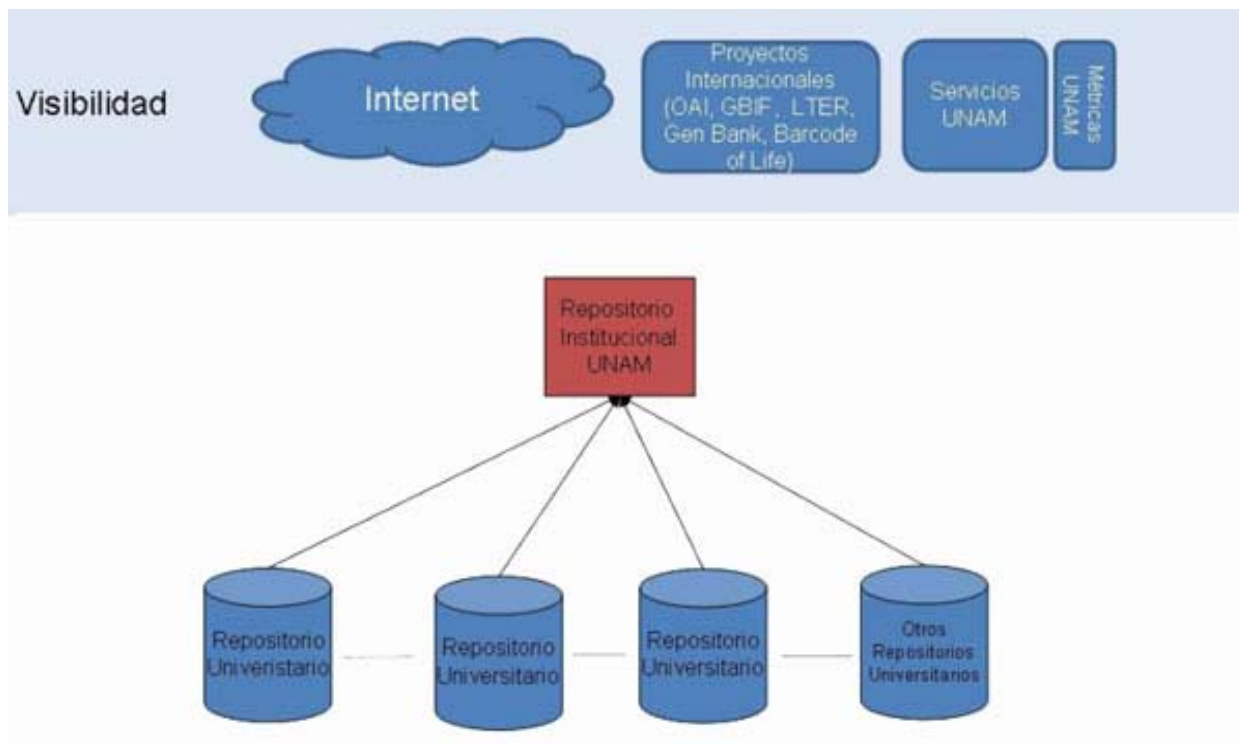 Visibilidad
Internet
Proyectos
Internacionales
(OAI, GBIF, LTER,
Gen Bank, Barcode
of Life)
Servicios
UNAM
Métricas
UNAM
Repositorio
Institucional
UNAM
Repositorio
Univeristario
Repositorio
Universitario
Repositorio
Universitario
Otros
Repositorios
Universitarios